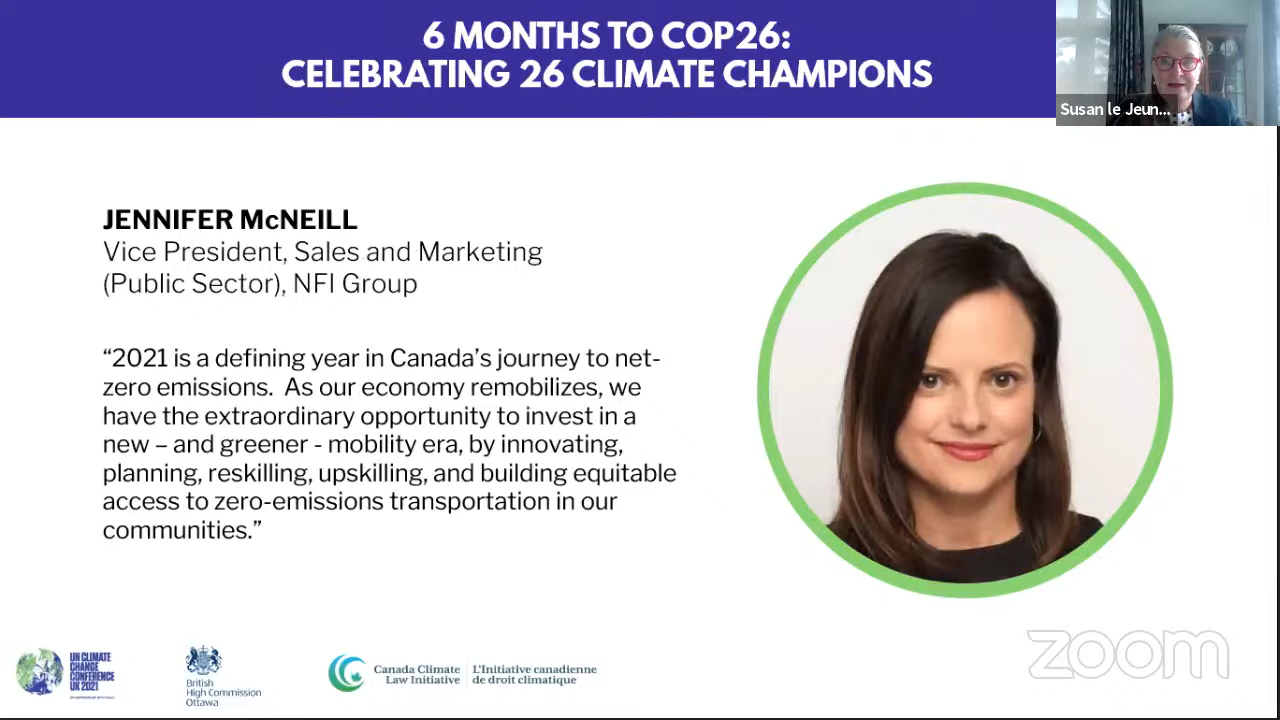 6 MONTHS TO COP26:
CELEBRATING 26 CLIMATE CHAMPIONS
Susan le Jeun...
JENNIFER McNEILL
Vice President, Sales and Marketing
(Public Sector), NFI Group
“2021 is a defining year in Canada’s journey to net-
zero emissions.  As our economy remobilizes, we
have the extraordinary opportunity to invest in a
new – and greener - mobility era, by innovating,
planning, reskilling, upskilling, and building equitable
access to zero-emissions transportation in our
communities.”
UN CLIMATE
CHANGE
CONFERENCE
UK 2021
British
High Commission
Ottawa
Canada Climate
Law Initiative
L’Initiative canadienne
de droit climatique
zoom